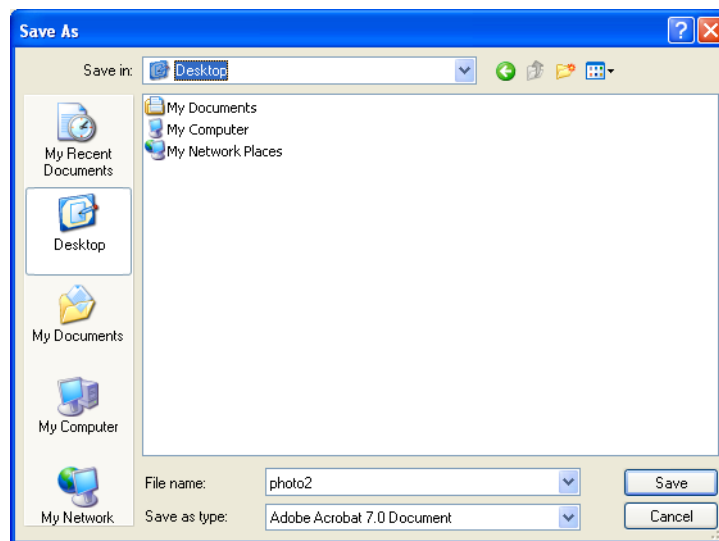 Save As
Save in: Desktop
My Documents
My Computer
My Network Places
My Recent
Documents
Desktop
My Documents
My Computer
My Network
File name: photo2 Save
Save as type: Adobe Acrobat 7.0 Document Cancel